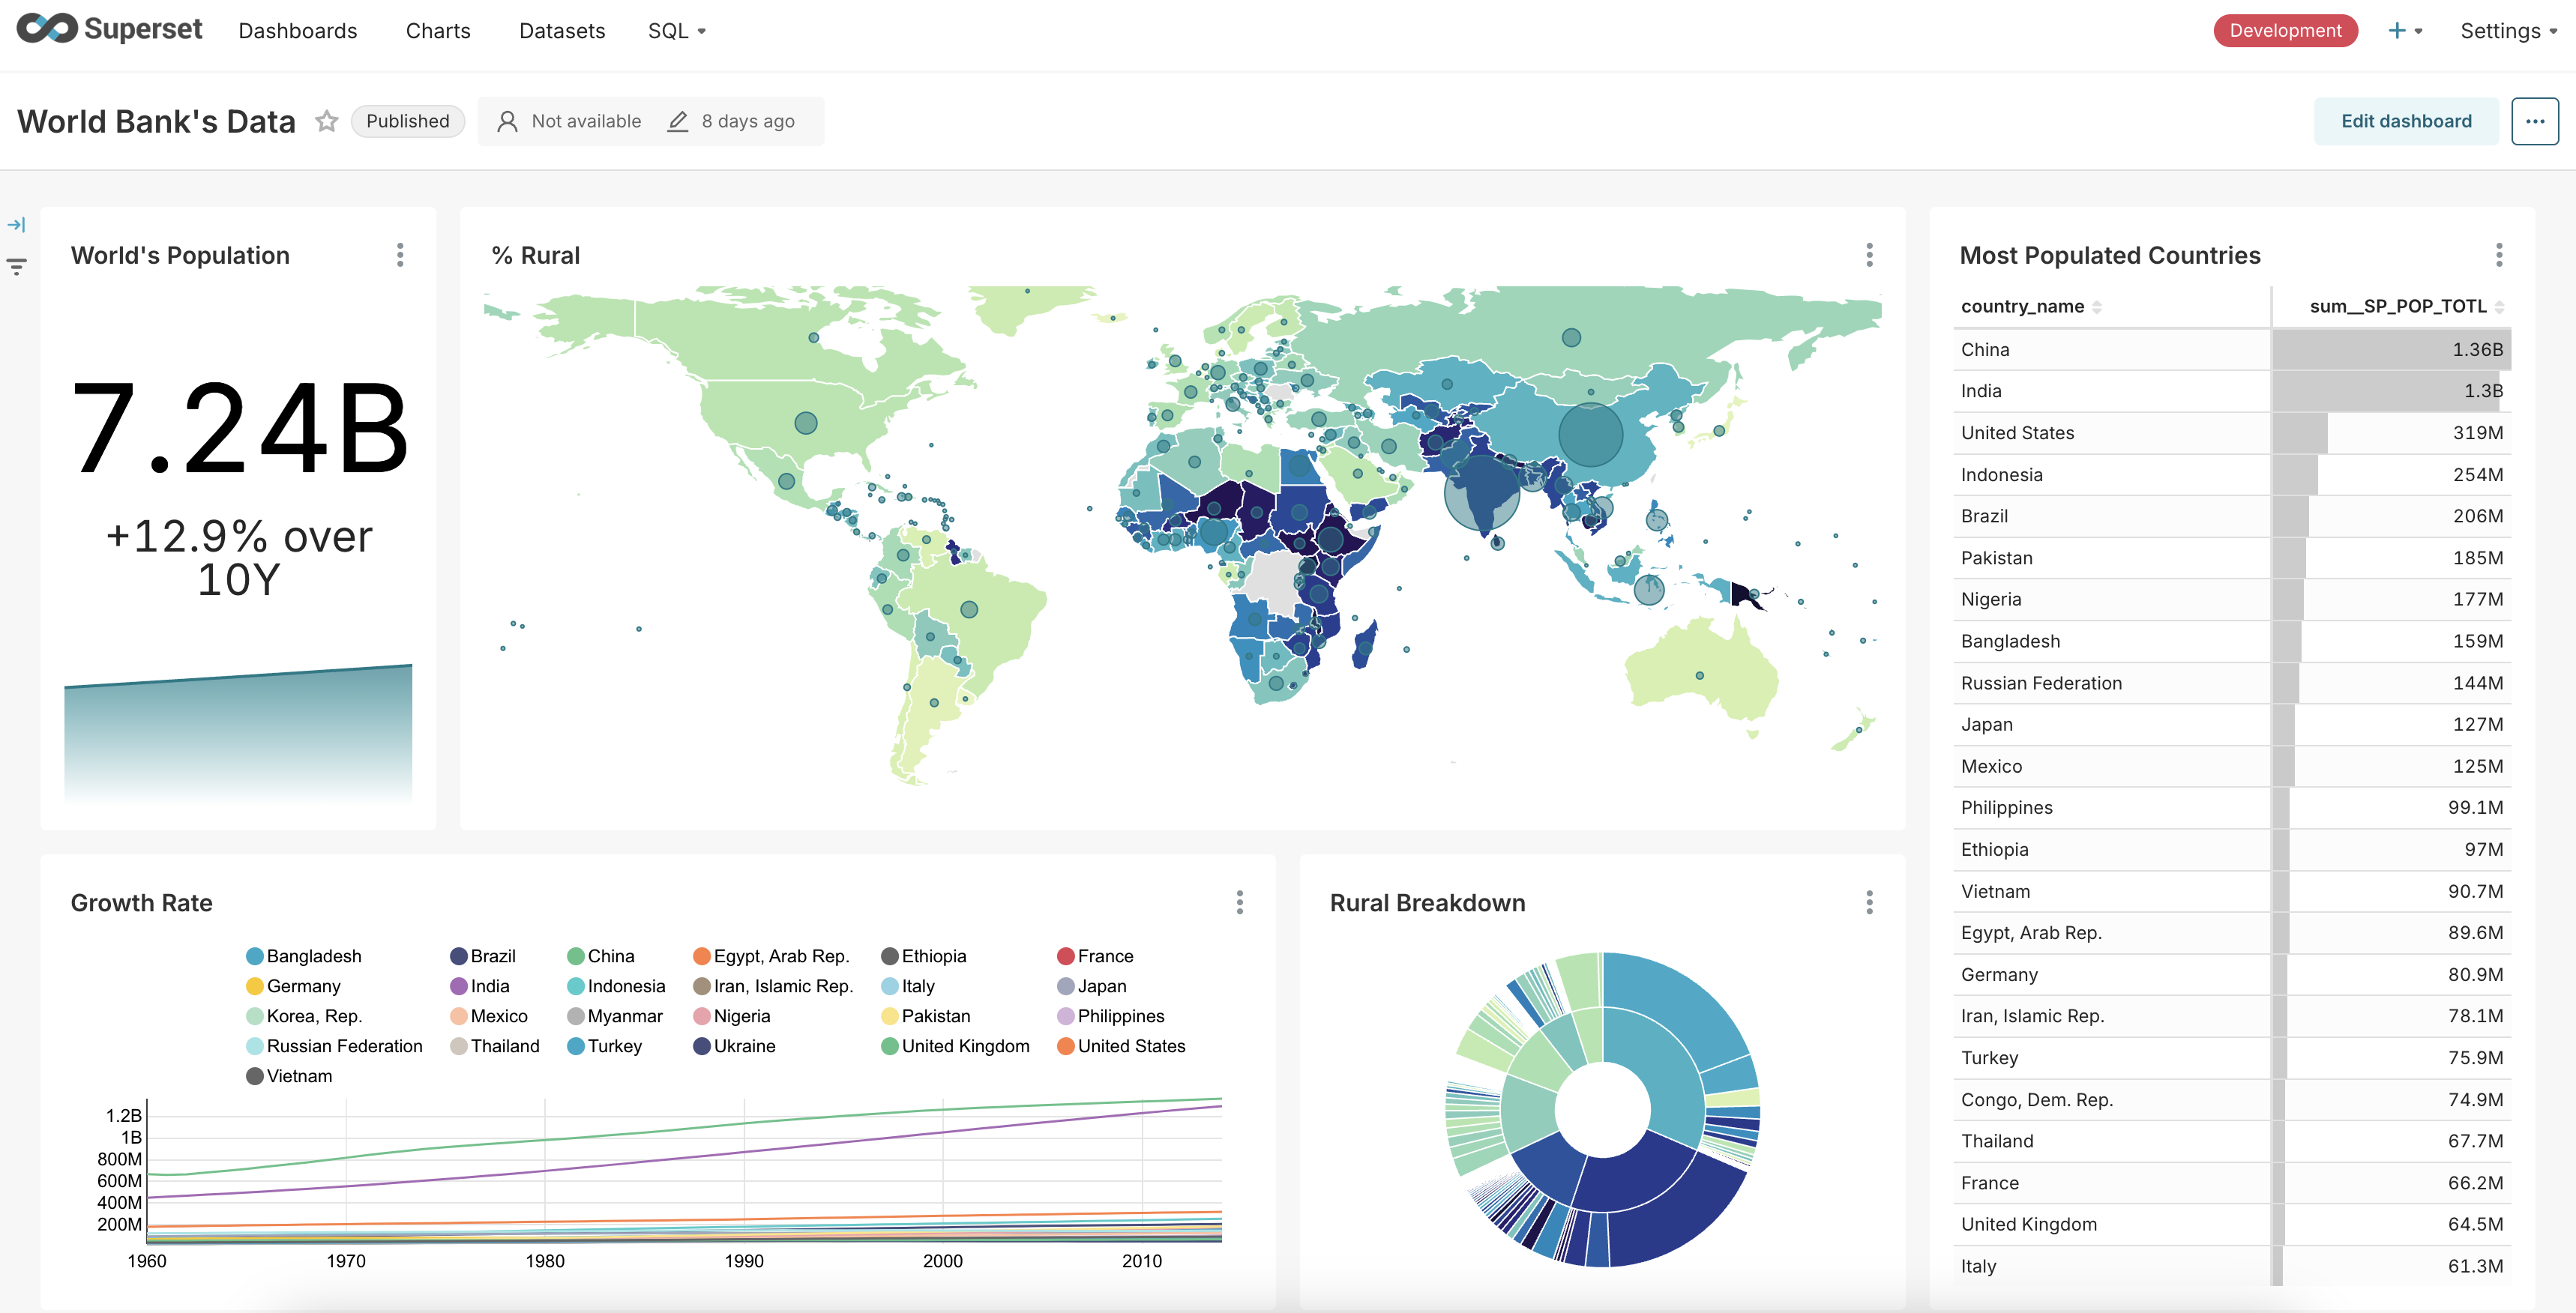 Superset Dashboards Charts Datasets SQL Development + Settings
World Bank's Data Published Not available 8 days ago Edit dashboard ...
World's Population
7.24B
+12.9% over
10Y
% Rural
Most Populated Countries
country_name sum__SP_POP_TOTL
China 1.36B
India 1.3B
United States 319M
Indonesia 254M
Brazil 206M
Pakistan 185M
Nigeria 177M
Bangladesh 159M
Russian Federation 144M
Japan 127M
Mexico 125M
Philippines 99.1M
Ethiopia 97M
Vietnam 90.7M
Egypt, Arab Rep. 89.6M
Germany 80.9M
Iran, Islamic Rep. 78.1M
Turkey 75.9M
Congo, Dem. Rep. 74.9M
Thailand 67.7M
France 66.2M
United Kingdom 64.5M
Italy 61.3M
Growth Rate
Bangladesh Brazil China Egypt, Arab Rep. Ethiopia France
Germany India Indonesia Iran, Islamic Rep. Italy Japan
Korea, Rep. Mexico Myanmar Nigeria Pakistan Philippines
Russian Federation Thailand Turkey Ukraine United Kingdom United States
Vietnam
1.2B
1B
800M
600M
400M
200M
1960 1970 1980 1990 2000 2010
Rural Breakdown